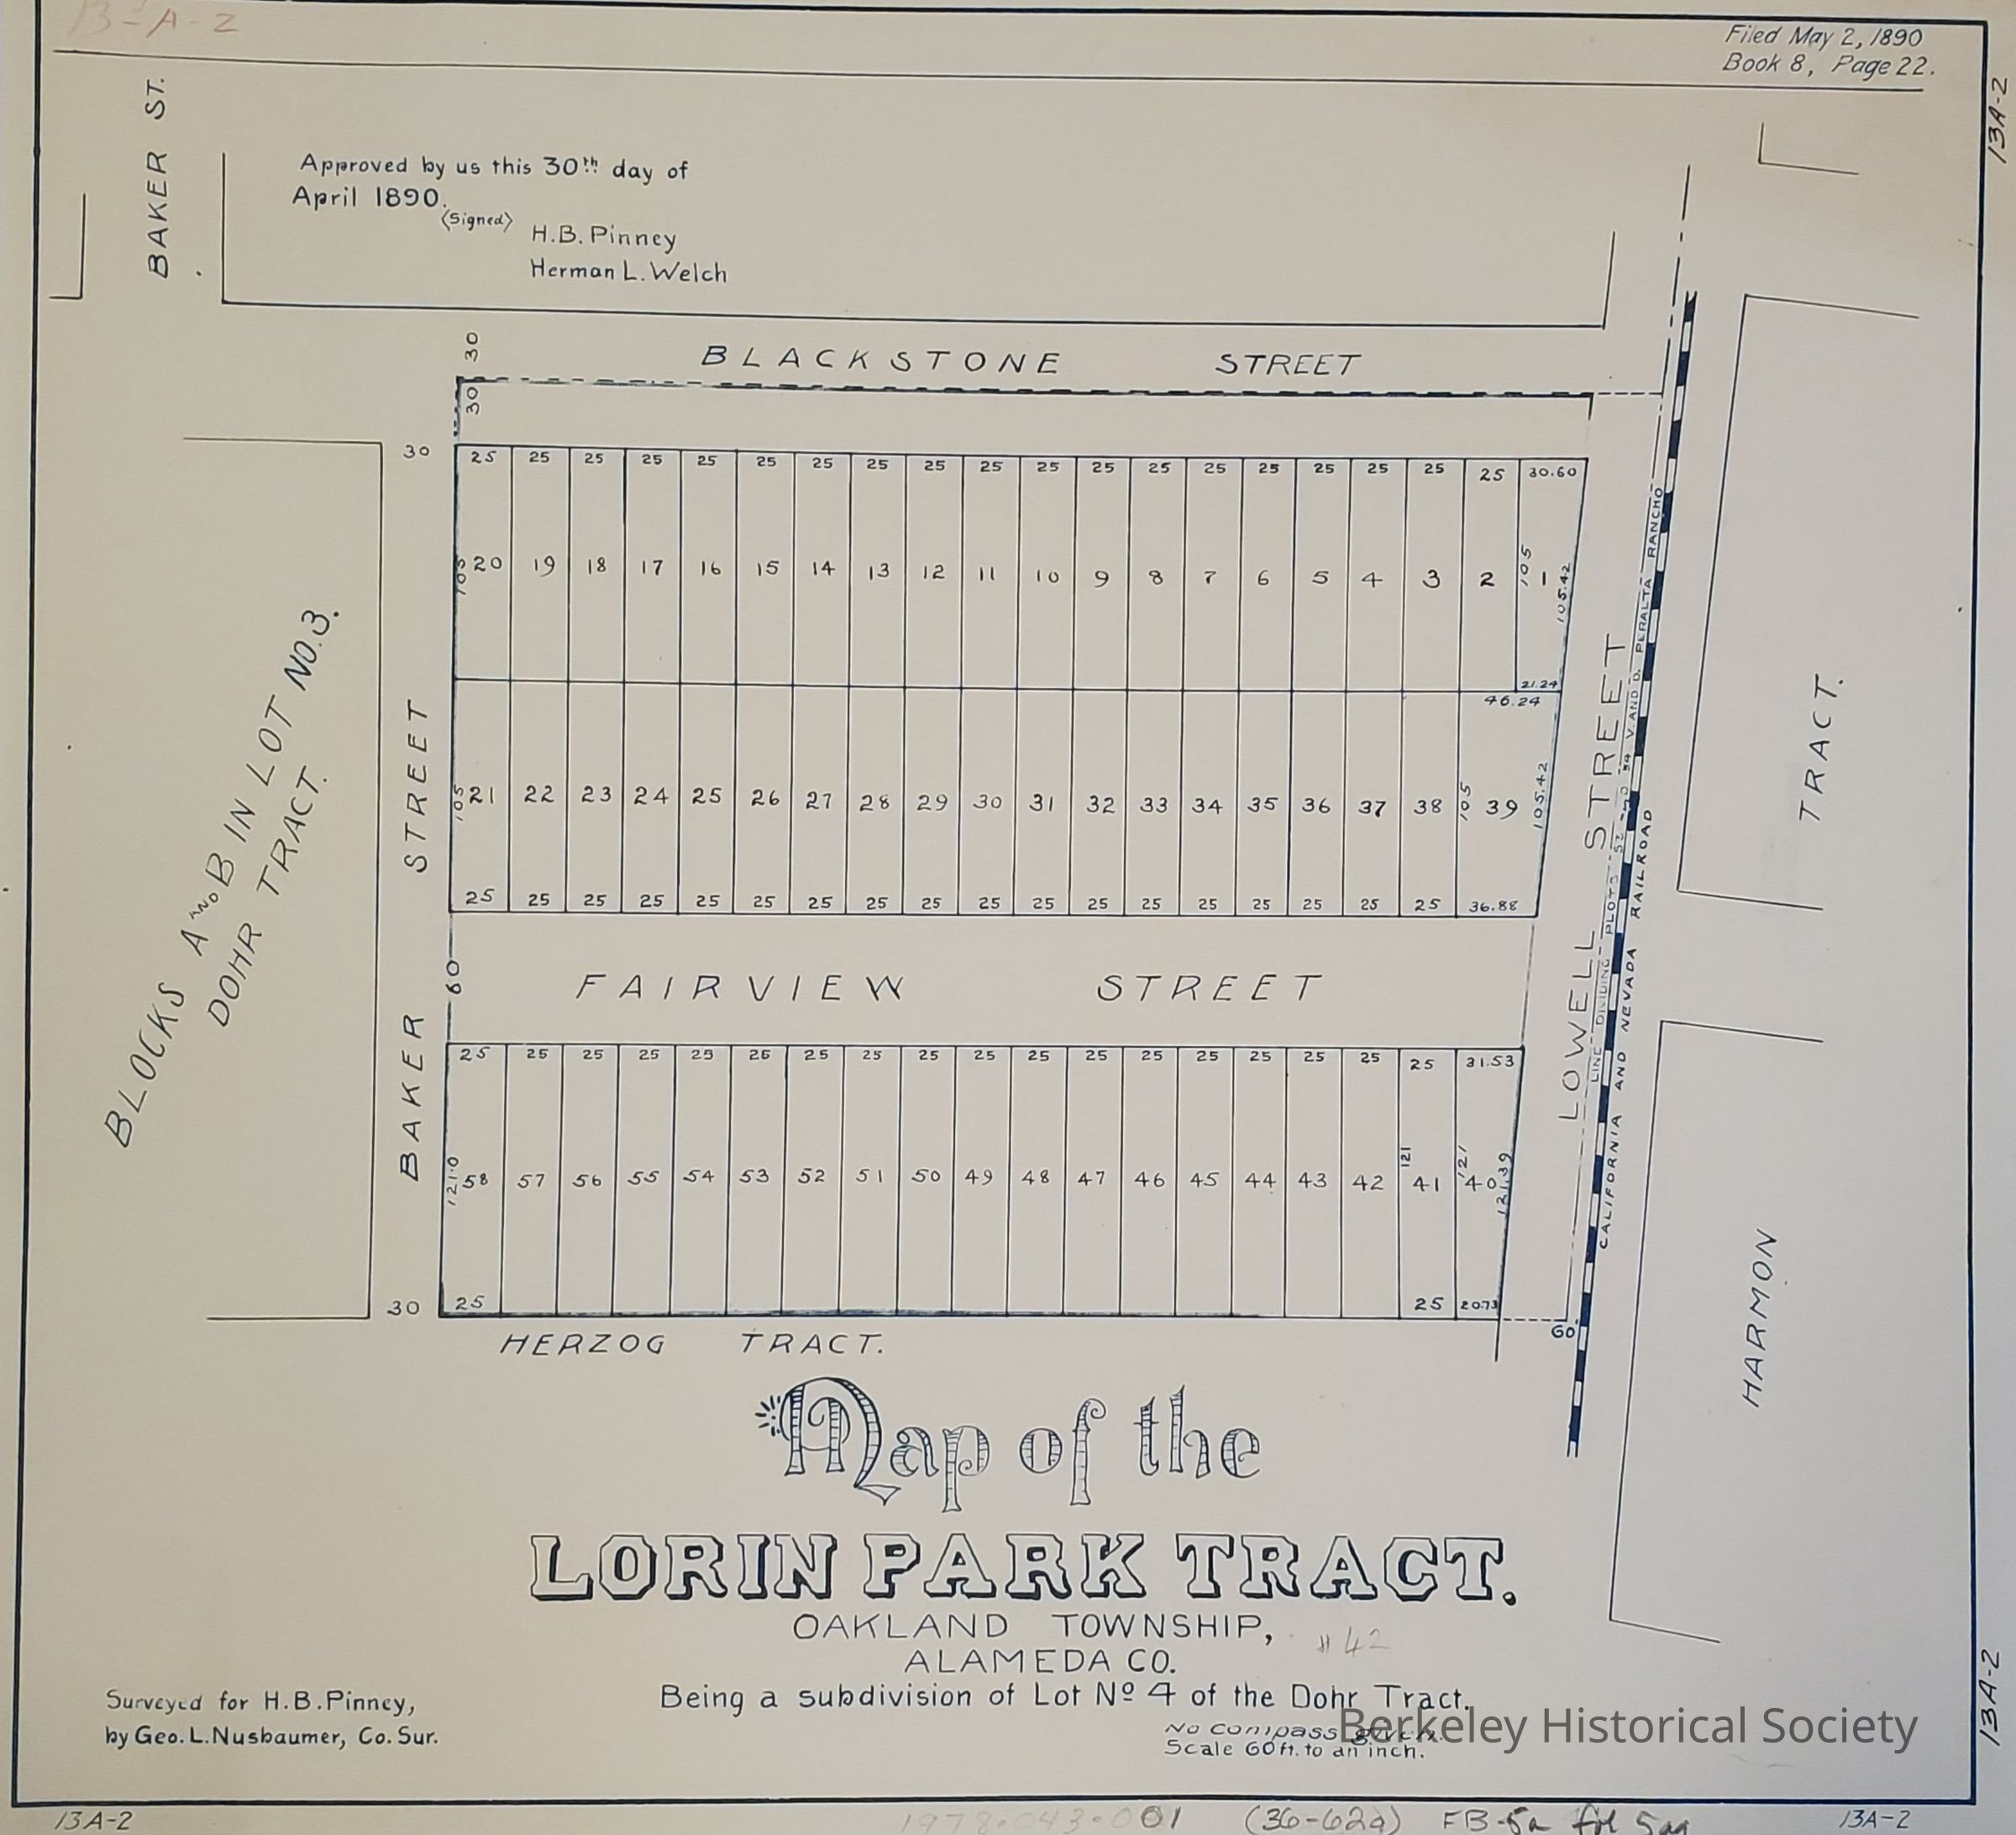 13-A-2
Filed May 2, 1890
Book 8, Page 22.
13A-2
BAKER ST.
Approved by us this 30th day of
April 1890.
(Signed)
H.B. Pinney
Herman L. Welch
30
BLACKSTONE STREET
30
30
25 25 25 25 25 25 25 25 25 25 25 25 25 25 25 25 25 25 25 30.60
105 20 19 18 17 16 15 14 13 12 11 10 9 8 7 6 5 4 3 2 105 1 105.42
21.24
46.24
105 21 22 23 24 25 26 27 28 29 30 31 32 33 34 35 36 37 38 105 39 105.42
25 25 25 25 25 25 25 25 25 25 25 25 25 25 25 25 25 25 36.88
BLOCKS AND B IN LOT NO.3.
DOHR TRACT.
BAKER STREET
60
FAIRVIEW STREET
25 25 25 25 25 26 25 25 25 25 25 25 25 25 25 25 25 25 31.53
121.0 58 57 56 55 54 53 52 51 50 49 48 47 46 45 44 43 42 121 41 121 40 121.39
30 25 25 20.73
60
LOWELL STREET
LINE DIVIDING PLOTS V. AND D. PERALTA RANCHO
CALIFORNIA AND NEVADA RAILROAD
HARMON TRACT.
HERZOG TRACT.
Map of the
LORIN PARK TRACT.
OAKLAND TOWNSHIP,
# 42
ALAMEDA CO.
Being a subdivision of Lot Nº 4 of the Dohr Tract.
Surveyed for H.B. Pinney,
by Geo. L. Nusbaumer, Co. Sur.
No compass given.
Scale 60 ft. to an inch.
Berkeley Historical Society
13A-2
13A-2
1978.043.001 (36-62a) FB-5a
13A-2